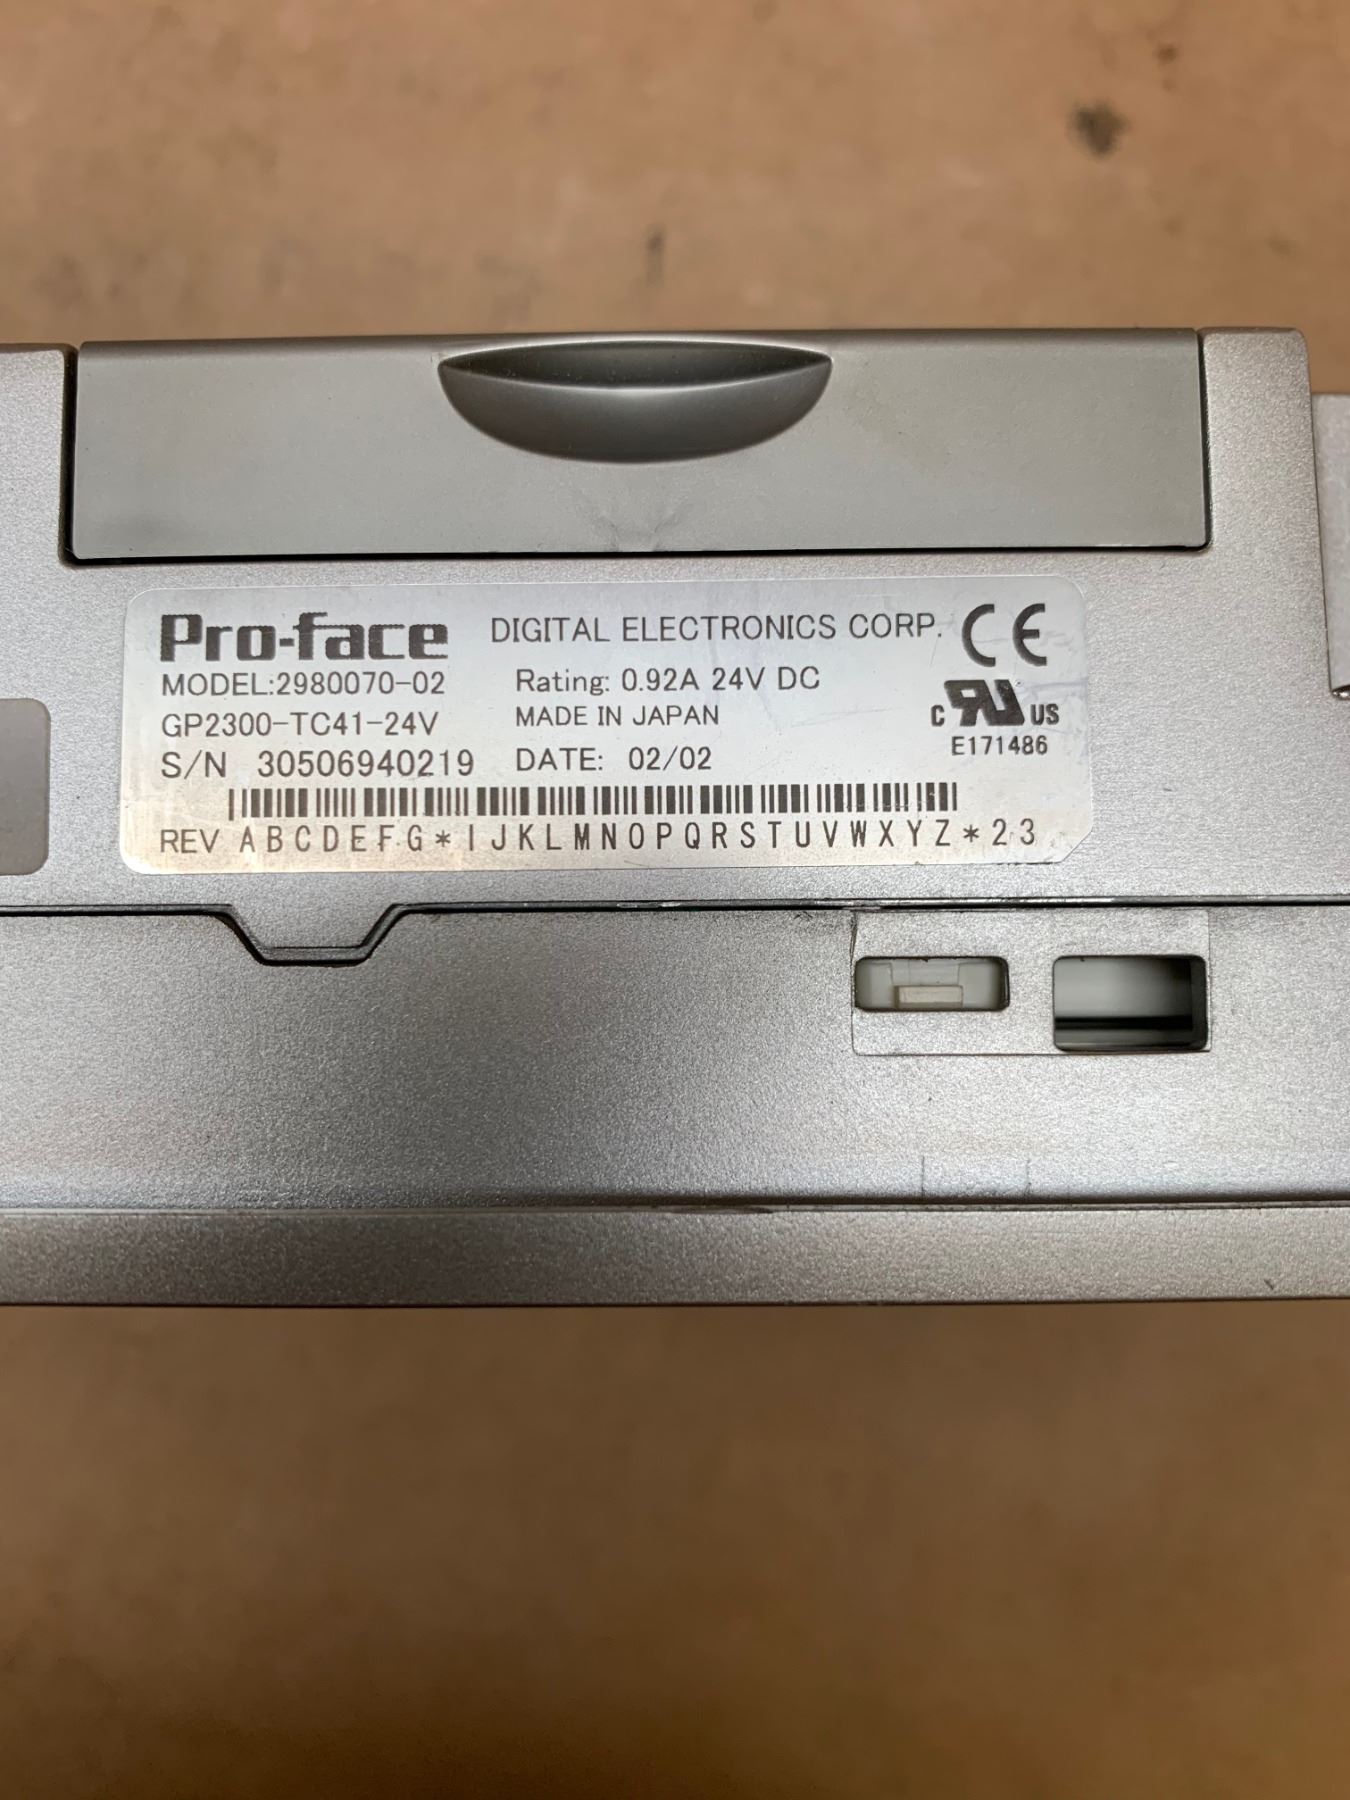 Pro-face DIGITAL ELECTRONICS CORP. CE
MODEL:2980070-02 Rating: 0.92A 24V DC
GP2300-TC41-24V MADE IN JAPAN C RU US
S/N 30506940219 DATE: 02/02 E171486
REV A B C D E F G * I J K L M N O P Q R S T U V W X Y Z * 2 3